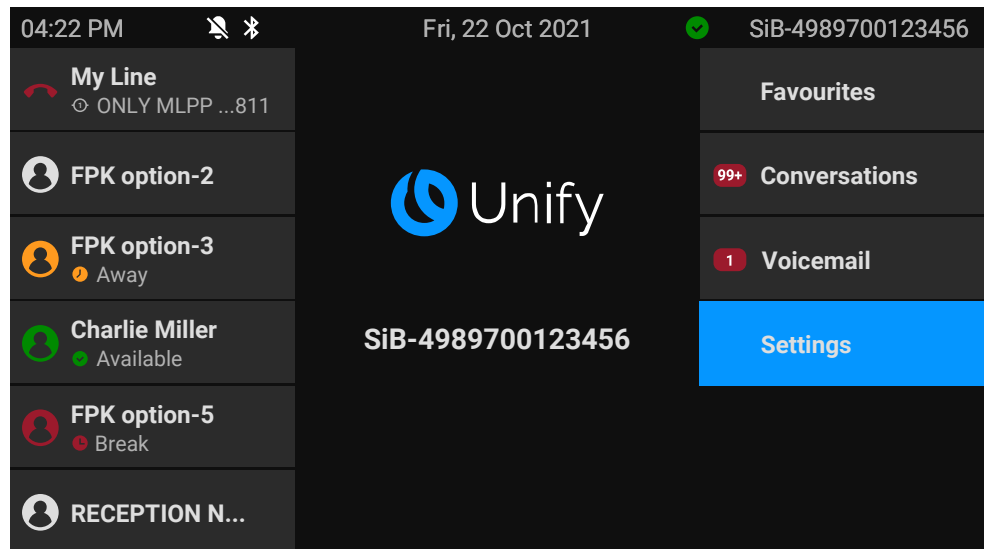 04:22 PM
Fri, 22 Oct 2021
SiB-4989700123456
My Line
ONLY MLPP ...811
FPK option-2
FPK option-3
Away
Charlie Miller
Available
FPK option-5
Break
RECEPTION N...
Unify
SiB-4989700123456
Favourites
99+ Conversations
1 Voicemail
Settings